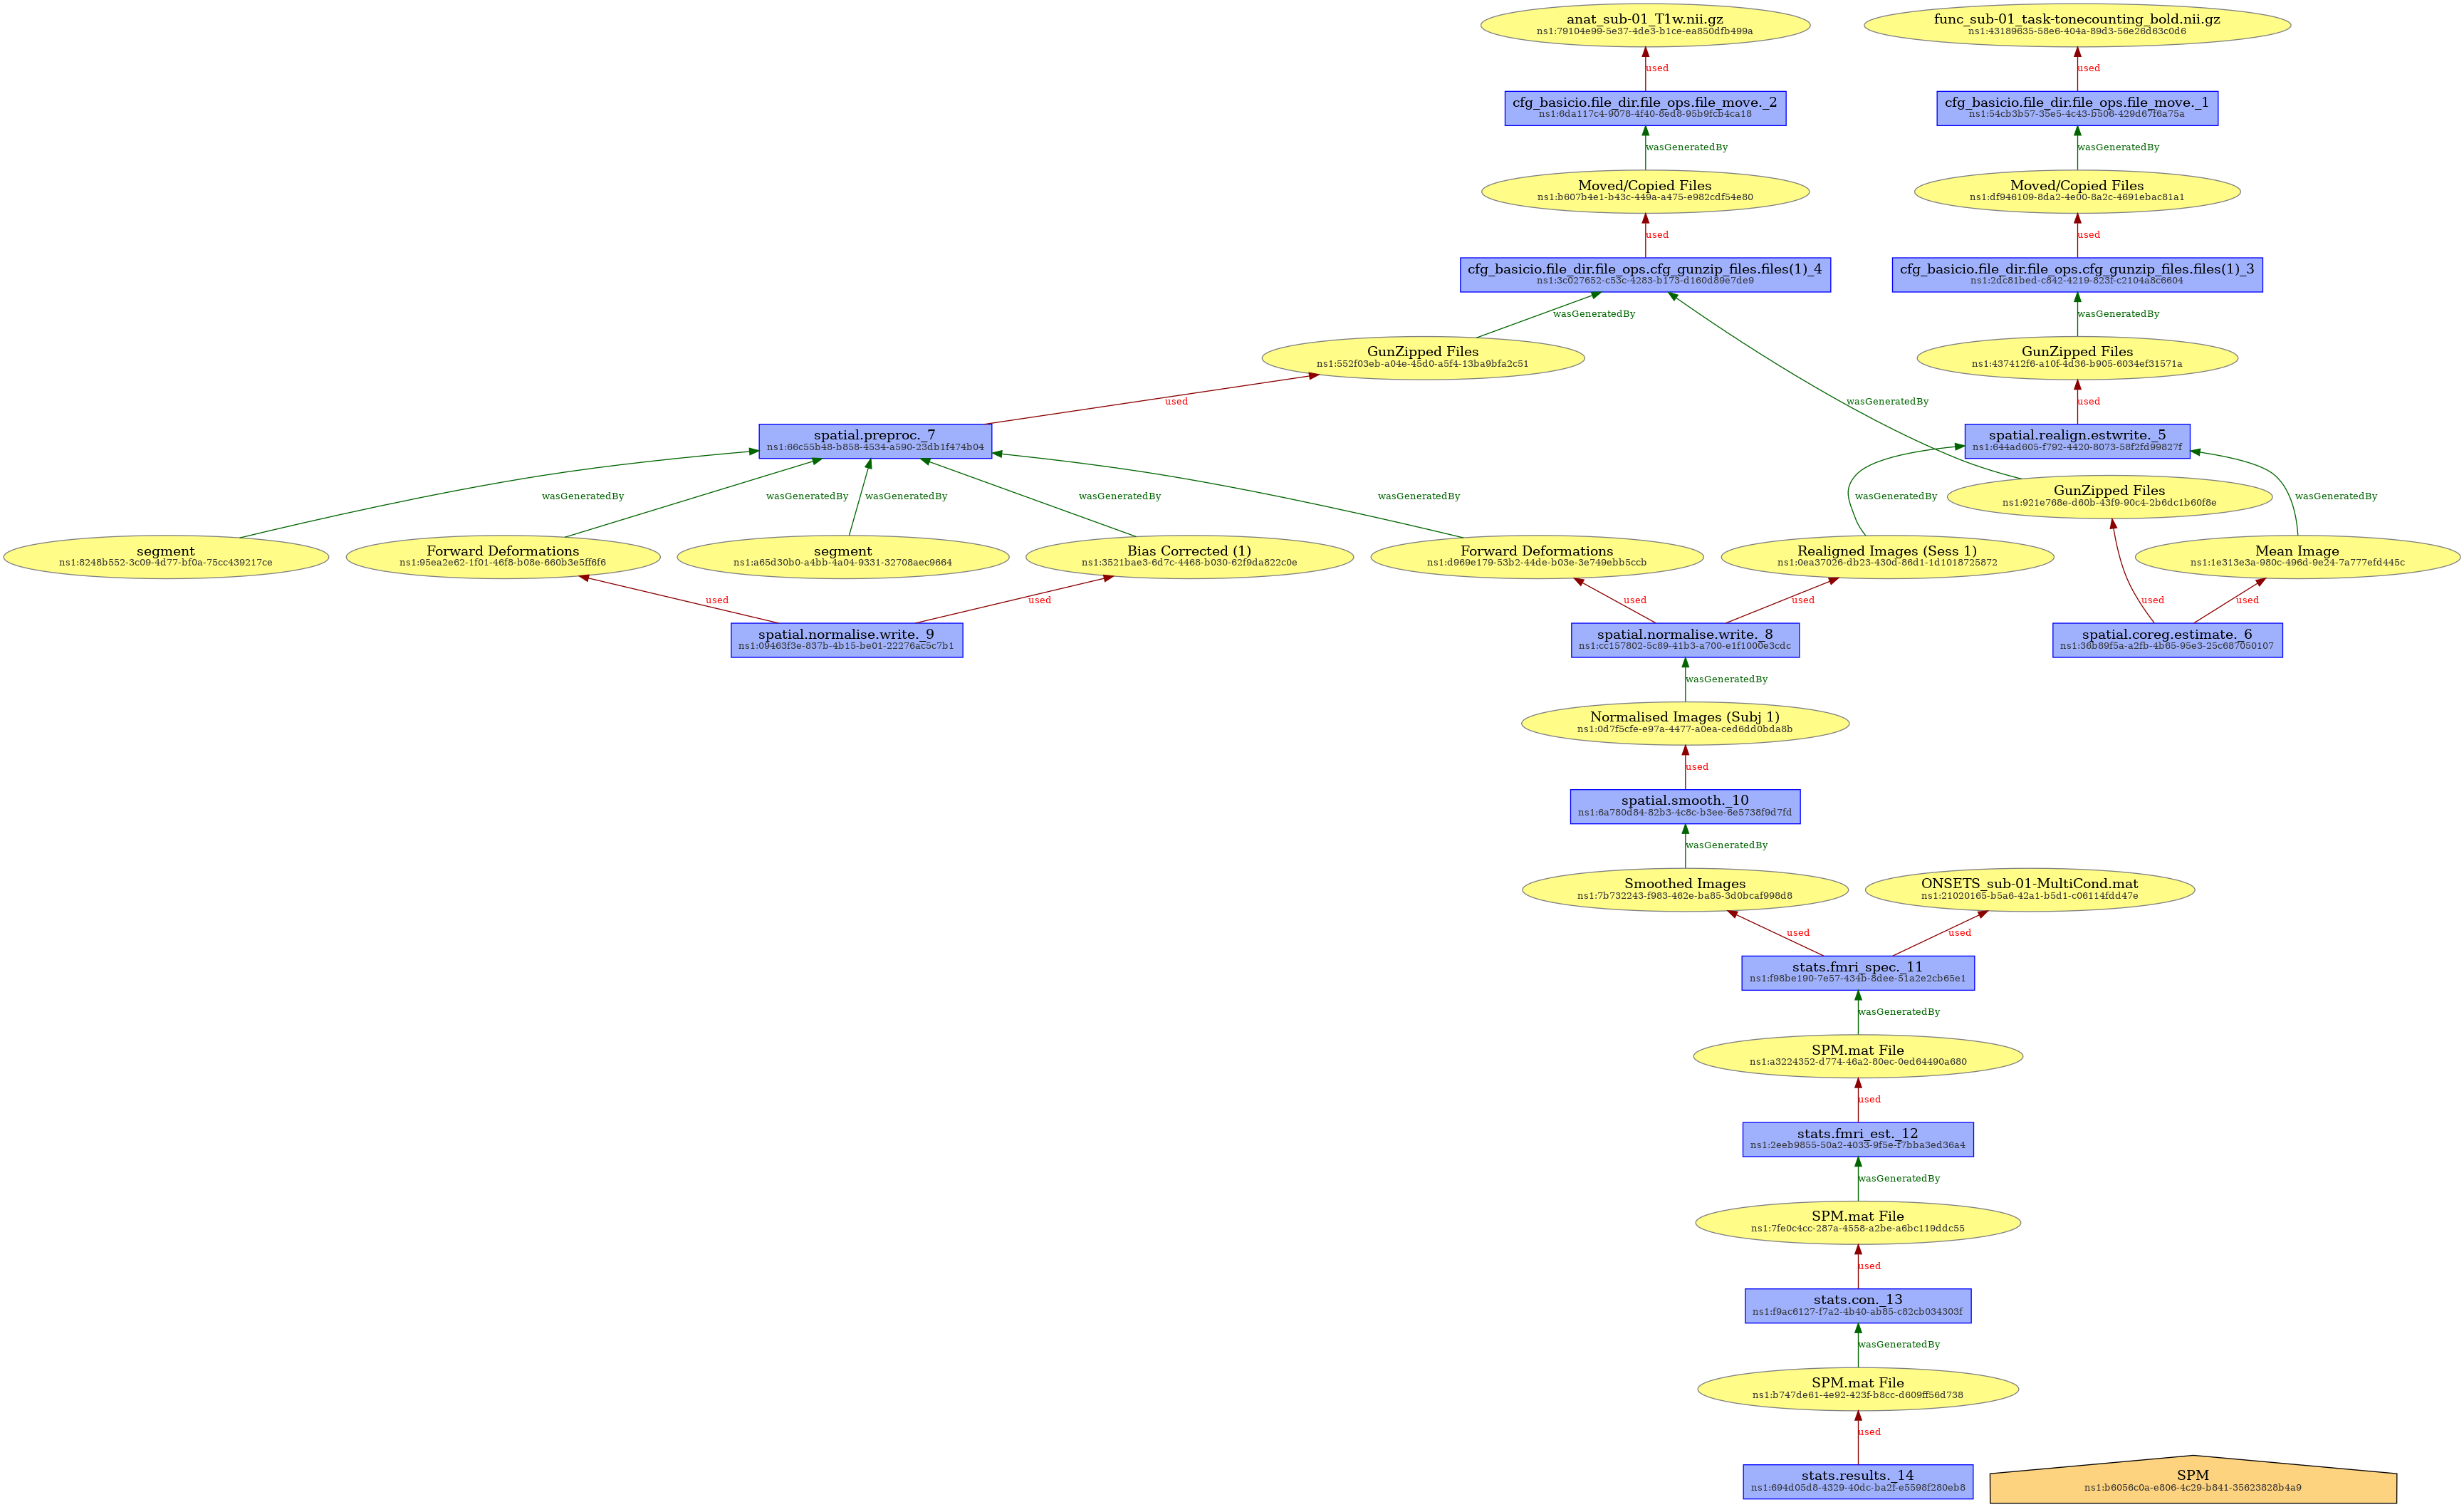 anat_sub-01_T1w.nii.gz
ns1:79104e99-5e37-4de3-b1ce-ea850dfb499a
func_sub-01_task-tonecounting_bold.nii.gz
ns1:43189635-58e6-404a-89d3-56e26d63c0d6
used
used
cfg_basicio.file_dir.file_ops.file_move._2
ns1:6da117c4-9078-4f40-8ed8-95b9fcb4ca18
cfg_basicio.file_dir.file_ops.file_move._1
ns1:54cb3b57-35e5-4c43-b506-429d67f6a75a
wasGeneratedBy
wasGeneratedBy
Moved/Copied Files
ns1:b607b4e1-b43c-449a-a475-e982cdf54e80
Moved/Copied Files
ns1:df946109-8da2-4e00-8a2c-4691ebac81a1
used
used
cfg_basicio.file_dir.file_ops.cfg_gunzip_files.files(1)_4
ns1:3c027652-c53c-4283-b173-d160d89e7de9
cfg_basicio.file_dir.file_ops.cfg_gunzip_files.files(1)_3
ns1:2dc81bed-c842-4219-823f-c2104a8c6604
wasGeneratedBy
wasGeneratedBy
GunZipped Files
ns1:552f03eb-a04e-45d0-a5f4-13ba9bfa2c51
GunZipped Files
ns1:437412f6-a10f-4d36-b905-6034ef31571a
used
wasGeneratedBy
used
spatial.preproc._7
ns1:66c55b48-b858-4534-a590-23db1f474b04
spatial.realign.estwrite._5
ns1:644ad605-f792-4420-8073-58f2fd99827f
wasGeneratedBy
wasGeneratedBy
wasGeneratedBy
wasGeneratedBy
wasGeneratedBy
wasGeneratedBy
GunZipped Files
ns1:921e768e-d60b-43f9-90c4-2b6dc1b60f8e
wasGeneratedBy
segment
ns1:8248b552-3c09-4d77-bf0a-75cc439217ce
Forward Deformations
ns1:95ea2e62-1f01-46f8-b08e-660b3e5ff6f6
segment
ns1:a65d30b0-a4bb-4a04-9331-32708aec9664
Bias Corrected (1)
ns1:3521bae3-6d7c-4468-b030-62f9da822c0e
Forward Deformations
ns1:d969e179-53b2-44de-b03e-3e749ebb5ccb
Realigned Images (Sess 1)
ns1:0ea37026-db23-430d-86d1-1d1018725872
Mean Image
ns1:1e313e3a-980c-496d-9e24-7a777efd445c
used
used
used
used
used
used
spatial.normalise.write._9
ns1:09463f3e-837b-4b15-be01-22276ac5c7b1
spatial.normalise.write._8
ns1:cc157802-5c89-41b3-a700-e1f1000e3cdc
spatial.coreg.estimate._6
ns1:36b89f5a-a2fb-4b65-95e3-25c687050107
wasGeneratedBy
Normalised Images (Subj 1)
ns1:0d7f5cfe-e97a-4477-a0ea-ced6dd0bda8b
used
spatial.smooth._10
ns1:6a780d84-82b3-4c8c-b3ee-6e5738f9d7fd
wasGeneratedBy
Smoothed Images
ns1:7b732243-f983-462e-ba85-3d0bcaf998d8
ONSETS_sub-01-MultiCond.mat
ns1:21020165-b5a6-42a1-b5d1-c06114fdd47e
used
used
stats.fmri_spec._11
ns1:f98be190-7e57-434b-8dee-51a2e2cb65e1
wasGeneratedBy
SPM.mat File
ns1:a3224352-d774-46a2-80ec-0ed64490a680
used
stats.fmri_est._12
ns1:2eeb9855-50a2-4033-9f5e-f7bba3ed36a4
wasGeneratedBy
SPM.mat File
ns1:7fe0c4cc-287a-4558-a2be-a6bc119ddc55
used
stats.con._13
ns1:f9ac6127-f7a2-4b40-ab85-c82cb034303f
wasGeneratedBy
SPM.mat File
ns1:b747de61-4e92-423f-b8cc-d609ff56d738
used
stats.results._14
ns1:694d05d8-4329-40dc-ba2f-e5598f280eb8
SPM
ns1:b6056c0a-e806-4c29-b841-35623828b4a9